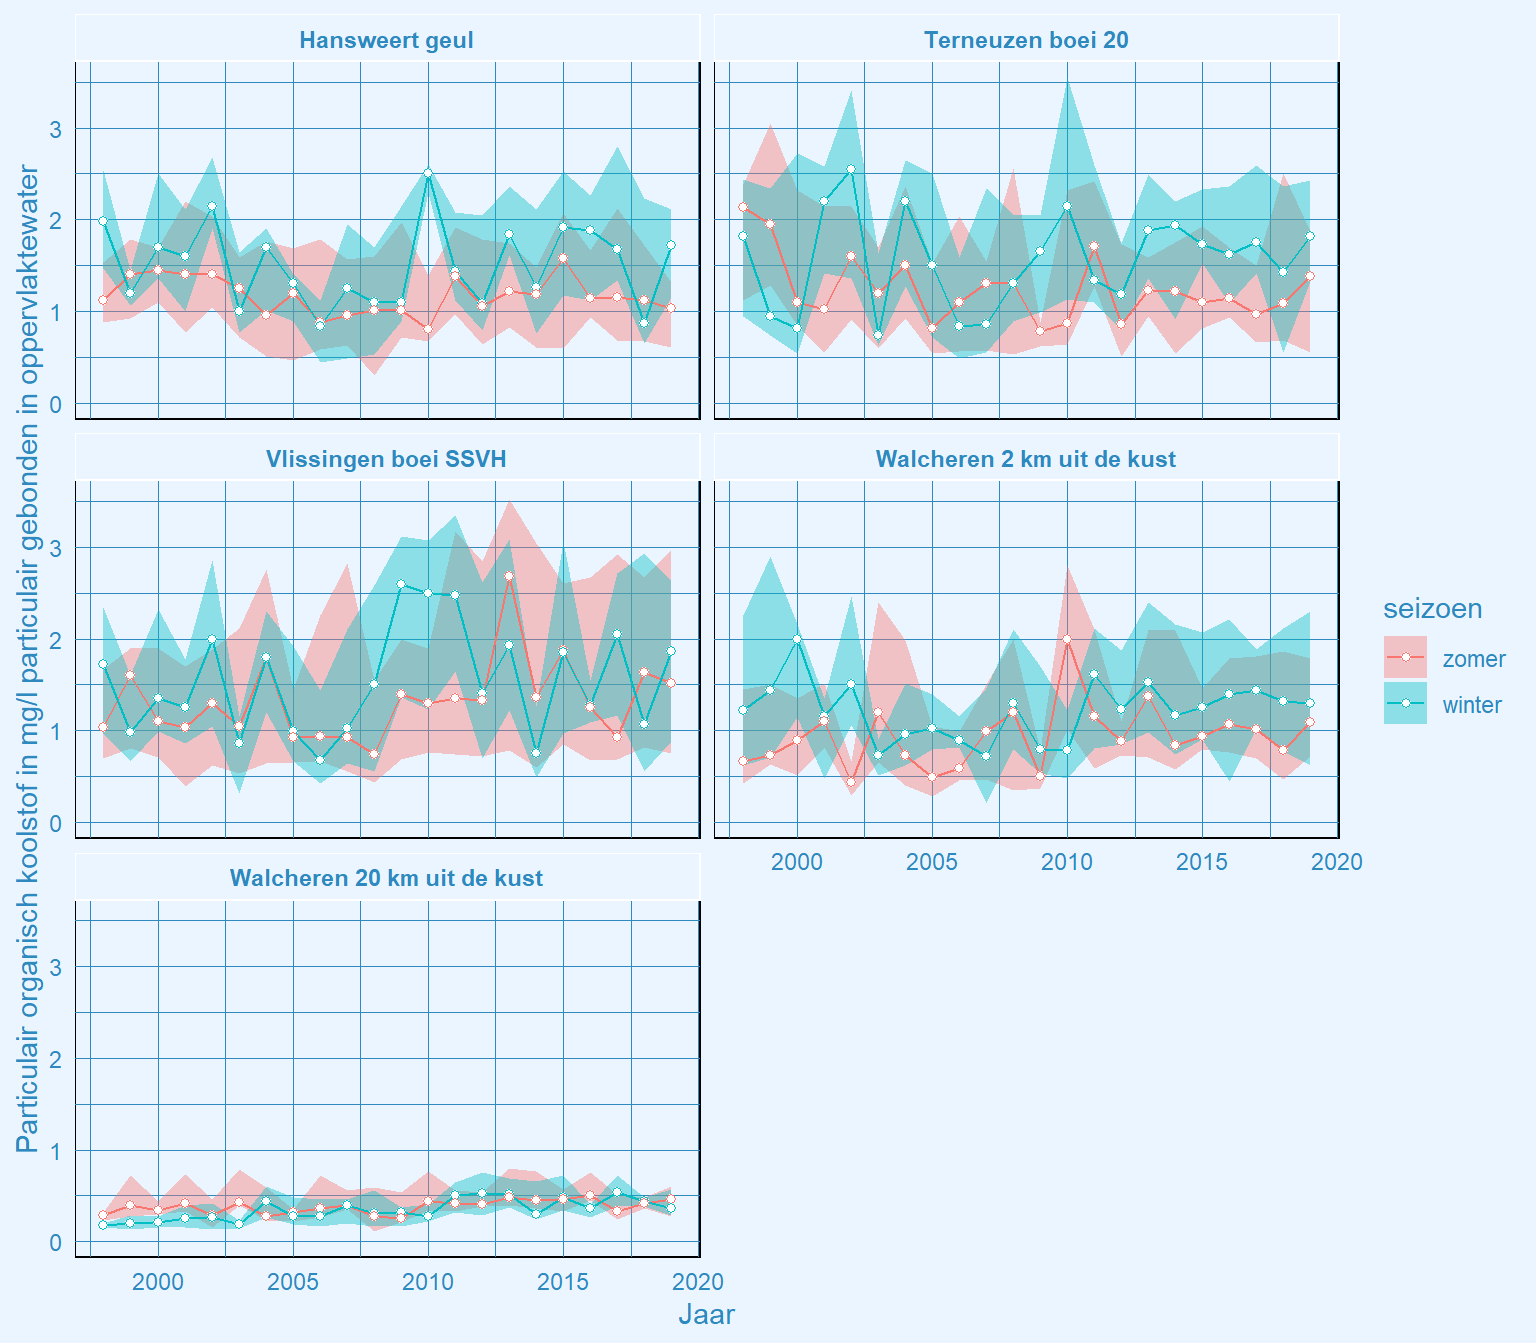 Particulair organisch koolstof in mg/l particulair gebonden in oppervlaktewater
Hansweert geul
3
2
1
0
Terneuzen boei 20
Vlissingen boei SSVH
3
2
1
0
Walcheren 2 km uit de kust
2000 2005 2010 2015 2020
Walcheren 20 km uit de kust
3
2
1
0
2000 2005 2010 2015 2020
Jaar
seizoen
zomer
winter